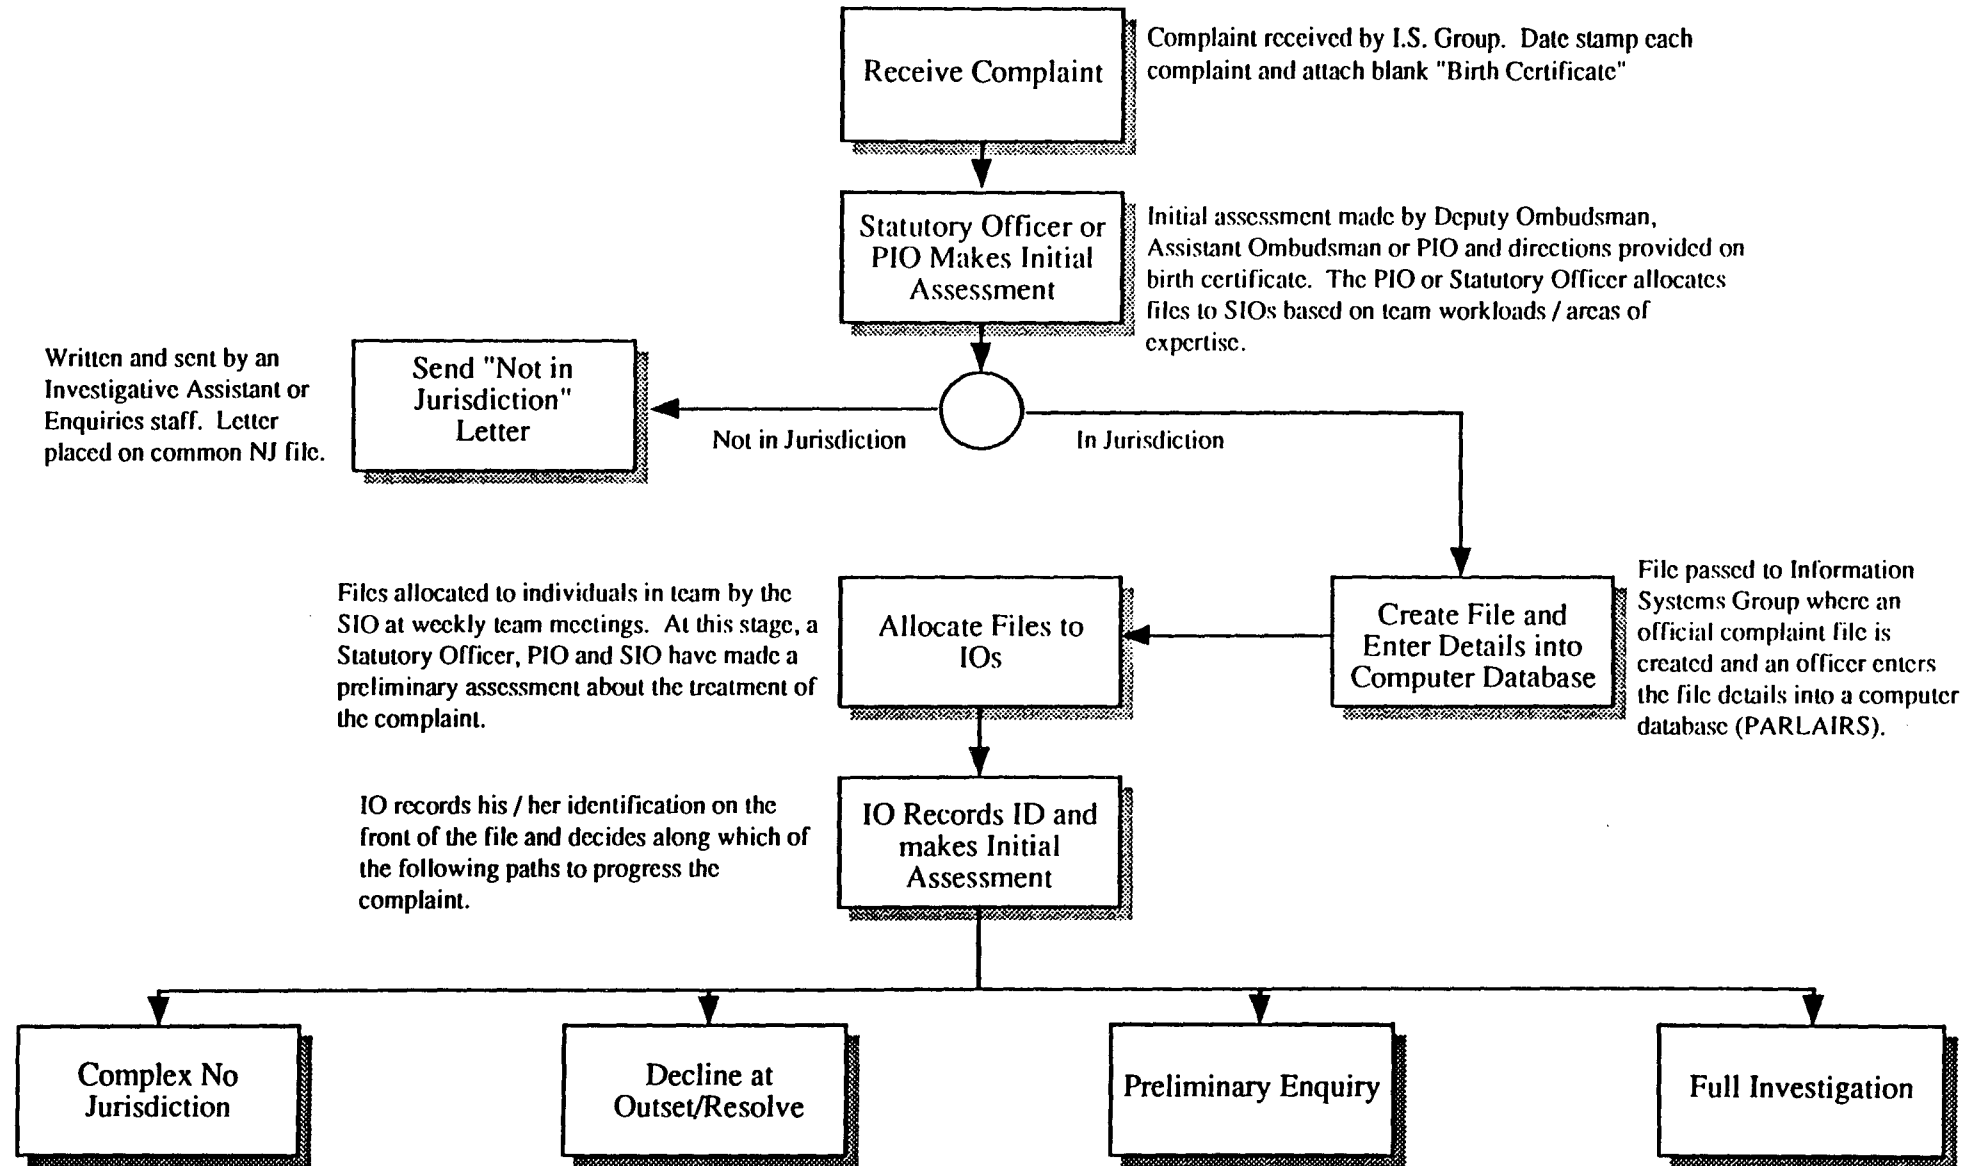 Receive Complaint
Complaint received by I.S. Group. Date stamp each
complaint and attach blank "Birth Certificate"
Statutory Officer or
PIO Makes Initial
Assessment
Initial assessment made by Deputy Ombudsman,
Assistant Ombudsman or PIO and directions provided on
birth certificate. The PIO or Statutory Officer allocates
files to SIOs based on team workloads / areas of
expertise.
Written and sent by an
Investigative Assistant or
Enquiries staff. Letter
placed on common NJ file.
Send "Not in
Jurisdiction"
Letter
Not in Jurisdiction
In Jurisdiction
Files allocated to individuals in team by the
SIO at weekly team meetings. At this stage, a
Statutory Officer, PIO and SIO have made a
preliminary assessment about the treatment of
the complaint.
Allocate Files to
IOs
Create File and
Enter Details into
Computer Database
File passed to Information
Systems Group where an
official complaint file is
created and an officer enters
the file details into a computer
database (PARLAIRS).
IO records his / her identification on the
front of the file and decides along which of
the following paths to progress the
complaint.
IO Records ID and
makes Initial
Assessment
Complex No
Jurisdiction
Decline at
Outset/Resolve
Preliminary Enquiry
Full Investigation